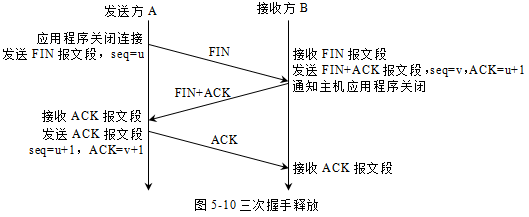 发送方 A
接收方 B
应用程序关闭连接
发送 FIN 报文段，seq=u
FIN
接收 FIN 报文段
发送 FIN+ACK 报文段,seq=v,ACK=u+1
通知主机应用程序关闭
FIN+ACK
接收 ACK 报文段
发送 ACK 报文段
seq=u+1，ACK=v+1
ACK
接收 ACK 报文段
图 5-10 三次握手释放